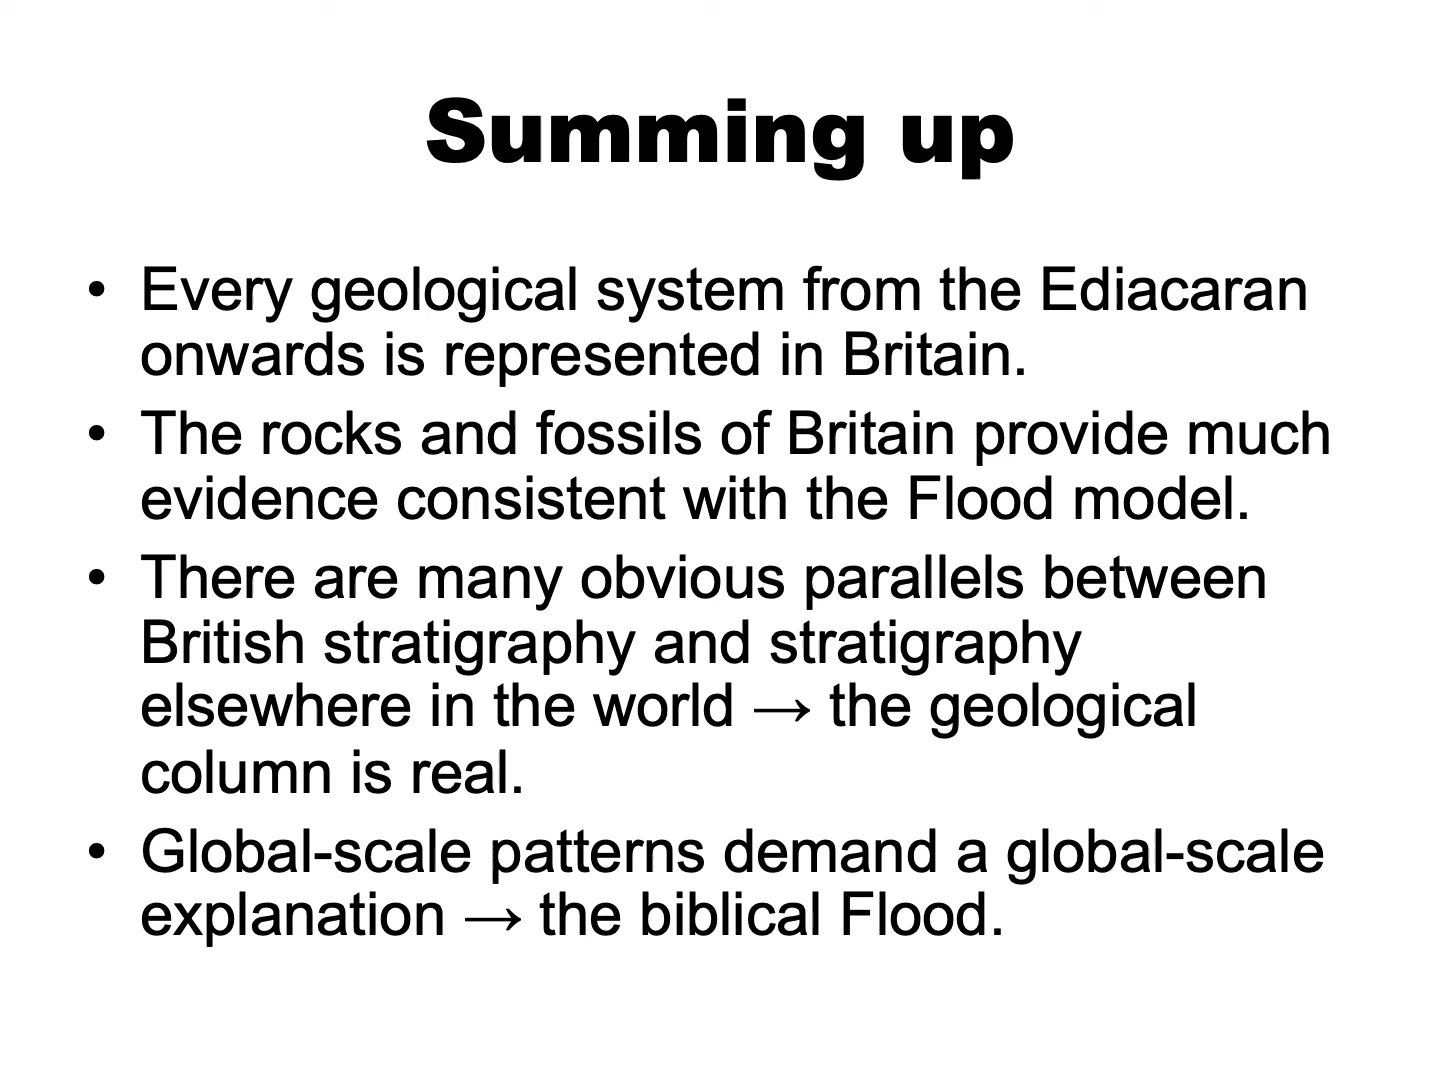 Summing up
• Every geological system from the Ediacaran
onwards is represented in Britain.
• The rocks and fossils of Britain provide much
evidence consistent with the Flood model.
• There are many obvious parallels between
British stratigraphy and stratigraphy
elsewhere in the world → the geological
column is real.
• Global-scale patterns demand a global-scale
explanation → the biblical Flood.